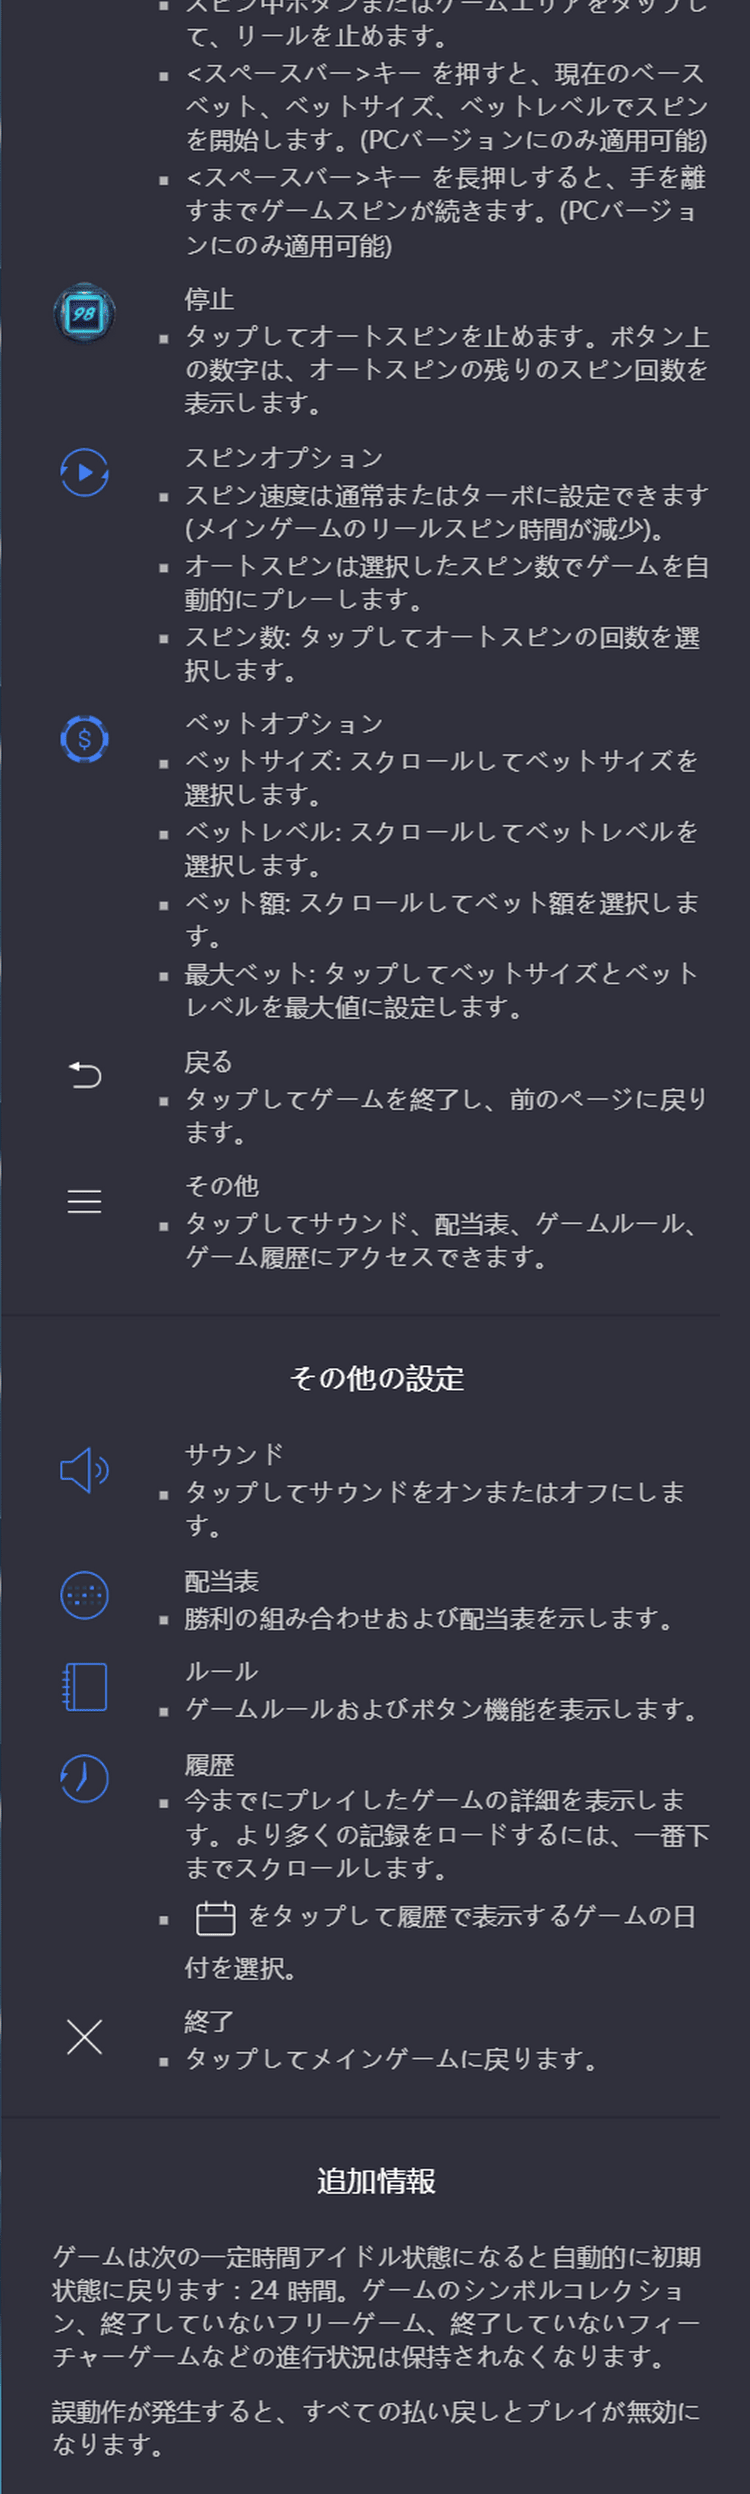 スピン中ボタンまたはゲームエリアをタップし
て、リールを止めます。
<スペースバー>キー を押すと、現在のベース
ベット、ベットサイズ、ベットレベルでスピン
を開始します。(PCバージョンにのみ適用可能)
<スペースバー>キー を長押しすると、手を離
すまでゲームスピンが続きます。(PCバージョ
ンにのみ適用可能)
98
停止
タップしてオートスピンを止めます。ボタン上
の数字は、オートスピンの残りのスピン回数を
表示します。
スピンオプション
スピン速度は通常またはターボに設定できます
(メインゲームのリールスピン時間が減少)。
オートスピンは選択したスピン数でゲームを自
動的にプレーします。
スピン数: タップしてオートスピンの回数を選
択します。
$
ベットオプション
ベットサイズ: スクロールしてベットサイズを
選択します。
ベットレベル: スクロールしてベットレベルを
選択します。
ベット額: スクロールしてベット額を選択しま
す。
最大ベット: タップしてベットサイズとベット
レベルを最大値に設定します。
戻る
タップしてゲームを終了し、前のページに戻り
ます。
その他
タップしてサウンド、配当表、ゲームルール、
ゲーム履歴にアクセスできます。
その他の設定
サウンド
タップしてサウンドをオンまたはオフにしま
す。
配当表
勝利の組み合わせおよび配当表を示します。
ルール
ゲームルールおよびボタン機能を表示します。
履歴
今までにプレイしたゲームの詳細を表示しま
す。より多くの記録をロードするには、一番下
までスクロールします。
をタップして履歴で表示するゲームの日
付を選択。
終了
タップしてメインゲームに戻ります。
追加情報
ゲームは次の一定時間アイドル状態になると自動的に初期
状態に戻ります：24 時間。ゲームのシンボルコレクショ
ン、終了していないフリーゲーム、終了していないフィー
チャーゲームなどの進行状況は保持されなくなります。
誤動作が発生すると、すべての払い戻しとプレイが無効に
なります。